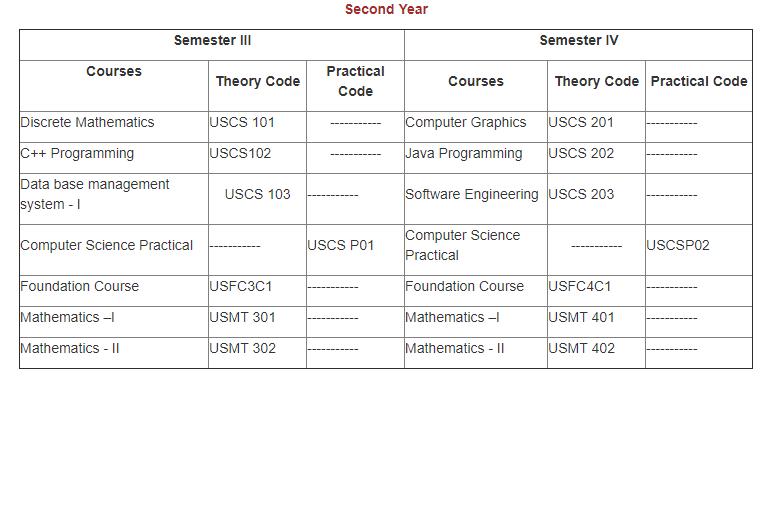 Second Year
Semester III Semester IV
Courses Theory Code Practical Code Courses Theory Code Practical Code
Discrete Mathematics USCS 101 ----------- Computer Graphics USCS 201 -----------
C++ Programming USCS102 ----------- Java Programming USCS 202 -----------
Data base management system - I USCS 103 ----------- Software Engineering USCS 203 -----------
Computer Science Practical ----------- USCS P01 Computer Science Practical ----------- USCSP02
Foundation Course USFC3C1 ----------- Foundation Course USFC4C1 -----------
Mathematics –I USMT 301 ----------- Mathematics –I USMT 401 -----------
Mathematics - II USMT 302 ----------- Mathematics - II USMT 402 -----------